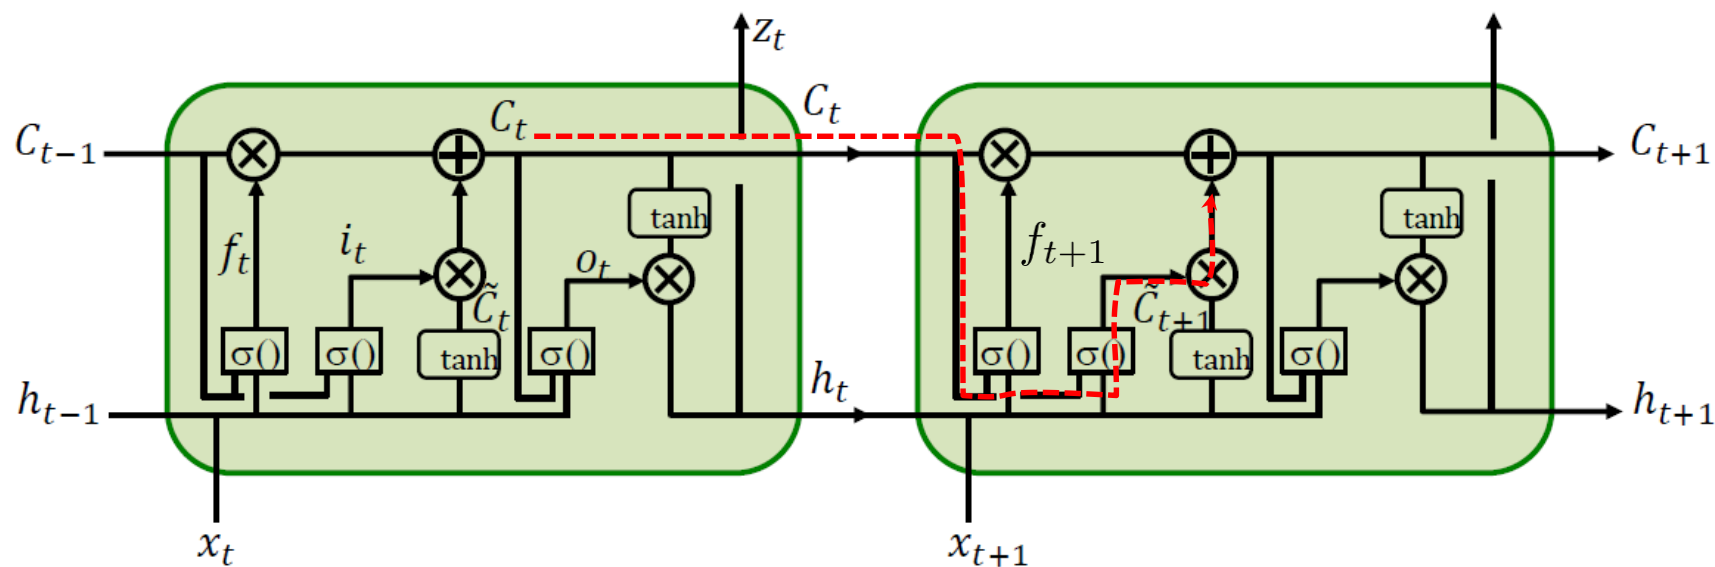 z_t
C_t
C_t
C_{t-1}
C_{t+1}
tanh
tanh
f_t
i_t
o_t
f_{t+1}
C̃_t
C̃_{t+1}
σ()
σ()
tanh
σ()
σ()
σ()
tanh
σ()
h_{t-1}
h_t
h_{t+1}
x_t
x_{t+1}